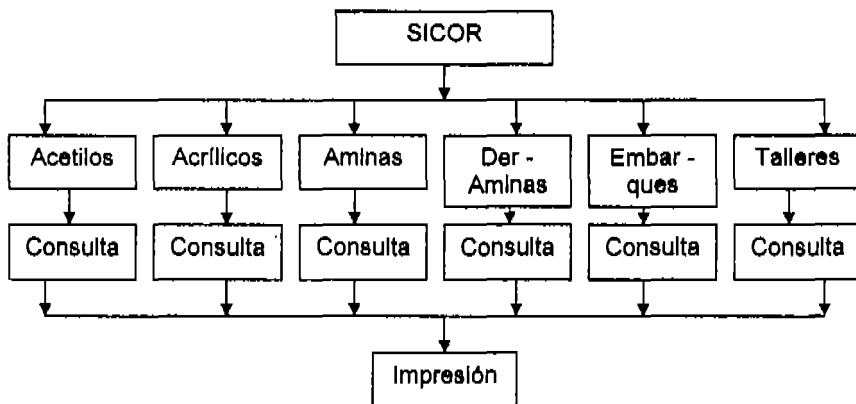 SICOR
Acetilos
Acrílicos
Aminas
Der -
Aminas
Embar -
ques
Talleres
Consulta
Consulta
Consulta
Consulta
Consulta
Consulta
Impresión